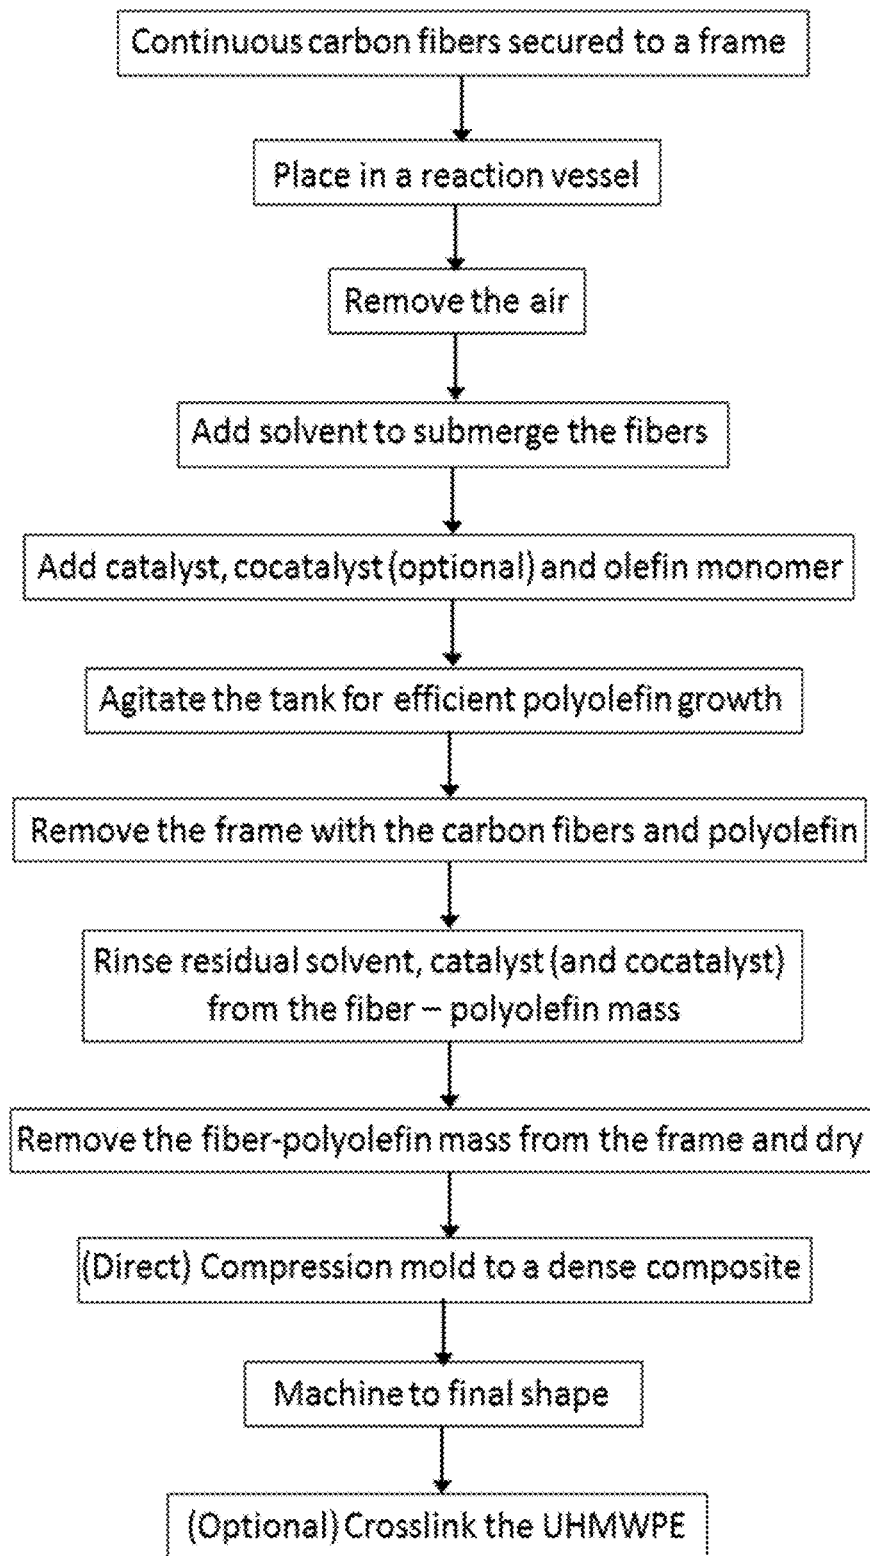 Continuous carbon fibers secured to a frame
Place in a reaction vessel
Remove the air
Add solvent to submerge the fibers
Add catalyst, cocatalyst (optional) and olefin monomer
Agitate the tank for efficient polyolefin growth
Remove the frame with the carbon fibers and polyolefin
Rinse residual solvent, catalyst (and cocatalyst)
from the fiber – polyolefin mass
Remove the fiber-polyolefin mass from the frame and dry
(Direct) Compression mold to a dense composite
Machine to final shape
(Optional) Crosslink the UHMWPE